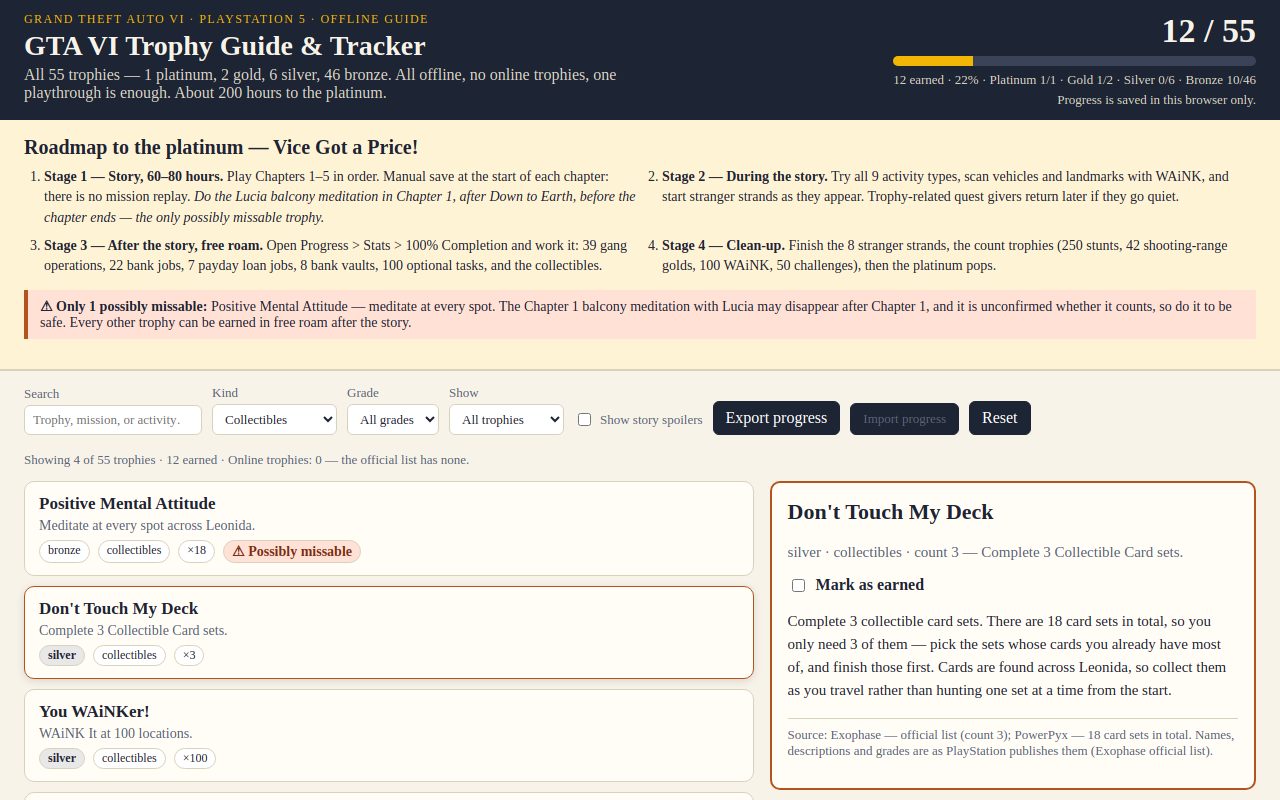 GRAND THEFT AUTO VI · PLAYSTATION 5 · OFFLINE GUIDE
GTA VI Trophy Guide & Tracker
All 55 trophies — 1 platinum, 2 gold, 6 silver, 46 bronze. All offline, no online trophies, one
playthrough is enough. About 200 hours to the platinum.
12 / 55
12 earned · 22% · Platinum 1/1 · Gold 1/2 · Silver 0/6 · Bronze 10/46
Progress is saved in this browser only.
Roadmap to the platinum — Vice Got a Price!
1. Stage 1 — Story, 60–80 hours. Play Chapters 1–5 in order. Manual save at the start of each chapter:
there is no mission replay. Do the Lucia balcony meditation in Chapter 1, after Down to Earth, before the
chapter ends — the only possibly missable trophy.
2. Stage 2 — During the story. Try all 9 activity types, scan vehicles and landmarks with WAiNK, and
start stranger strands as they appear. Trophy-related quest givers return later if they go quiet.
3. Stage 3 — After the story, free roam. Open Progress > Stats > 100% Completion and work it: 39 gang
operations, 22 bank jobs, 7 payday loan jobs, 8 bank vaults, 100 optional tasks, and the collectibles.
4. Stage 4 — Clean-up. Finish the 8 stranger strands, the count trophies (250 stunts, 42 shooting-range
golds, 100 WAiNK, 50 challenges), then the platinum pops.
⚠ Only 1 possibly missable: Positive Mental Attitude — meditate at every spot. The Chapter 1 balcony meditation with Lucia may disappear after Chapter 1, and it is unconfirmed whether it counts, so do it to be
safe. Every other trophy can be earned in free roam after the story.
Search
Trophy, mission, or activity.
Kind
Collectibles
Grade
All grades
Show
All trophies
Show story spoilers
Export progress
Import progress
Reset
Showing 4 of 55 trophies · 12 earned · Online trophies: 0 — the official list has none.
Positive Mental Attitude
Meditate at every spot across Leonida.
bronze collectibles ×18 ⚠ Possibly missable
Don't Touch My Deck
Complete 3 Collectible Card sets.
silver collectibles ×3
You WAiNKer!
WAiNK It at 100 locations.
silver collectibles ×100
Don't Touch My Deck
silver · collectibles · count 3 — Complete 3 Collectible Card sets.
Mark as earned
Complete 3 collectible card sets. There are 18 card sets in total, so you
only need 3 of them — pick the sets whose cards you already have most
of, and finish those first. Cards are found across Leonida, so collect them
as you travel rather than hunting one set at a time from the start.
Source: Exophase — official list (count 3); PowerPyx — 18 card sets in total. Names,
descriptions and grades are as PlayStation publishes them (Exophase official list).